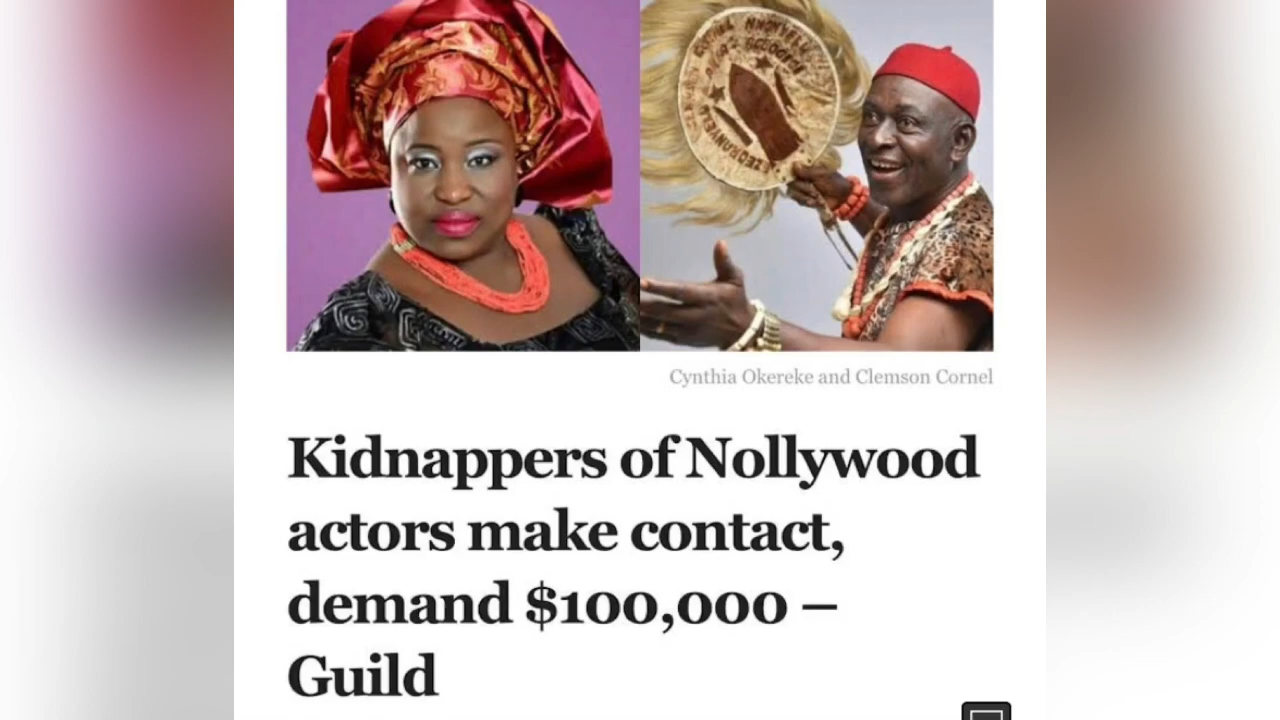 Cynthia Okereke and Clemson Cornel
Kidnappers of Nollywood
actors make contact,
demand $100,000 –
Guild